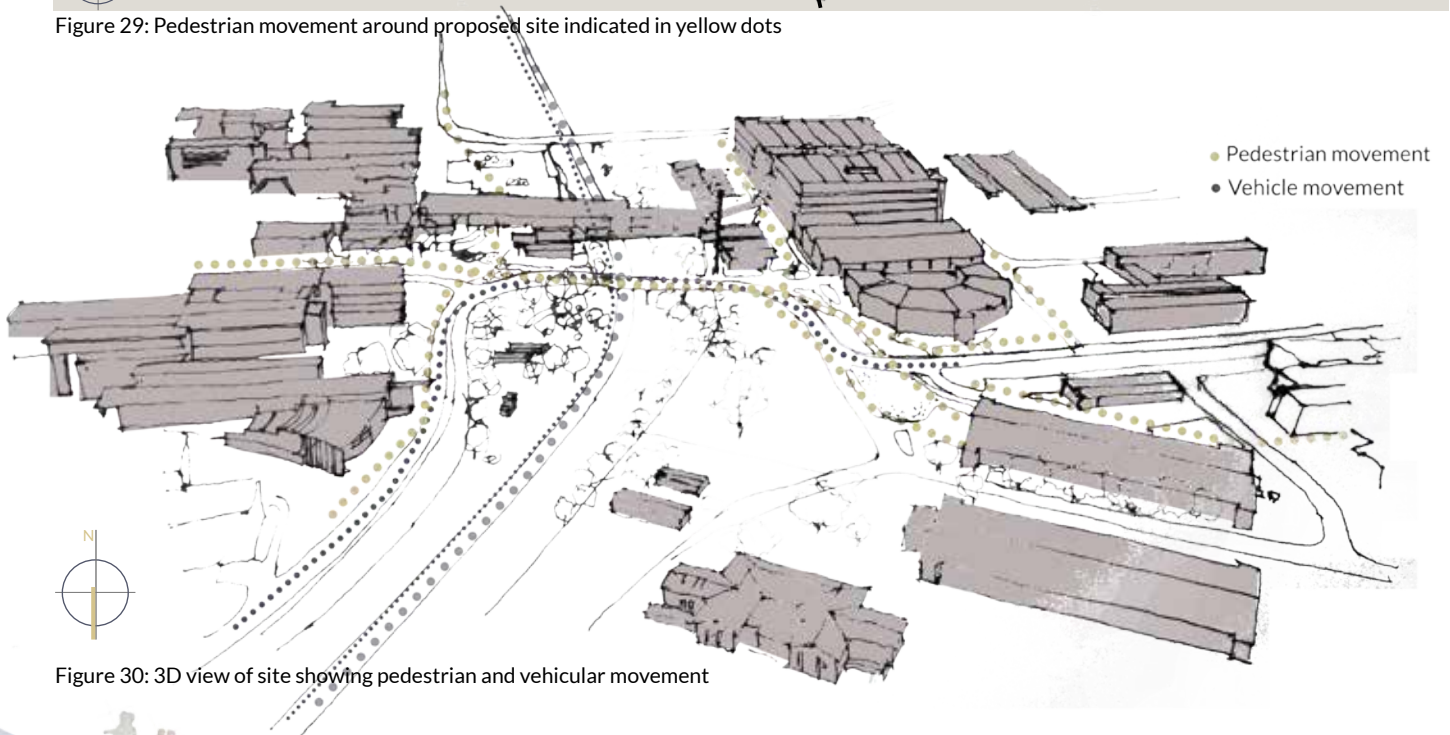 Figure 29: Pedestrian movement around proposed site indicated in yellow dots
Pedestrian movement
Vehicle movement
N
Figure 30: 3D view of site showing pedestrian and vehicular movement